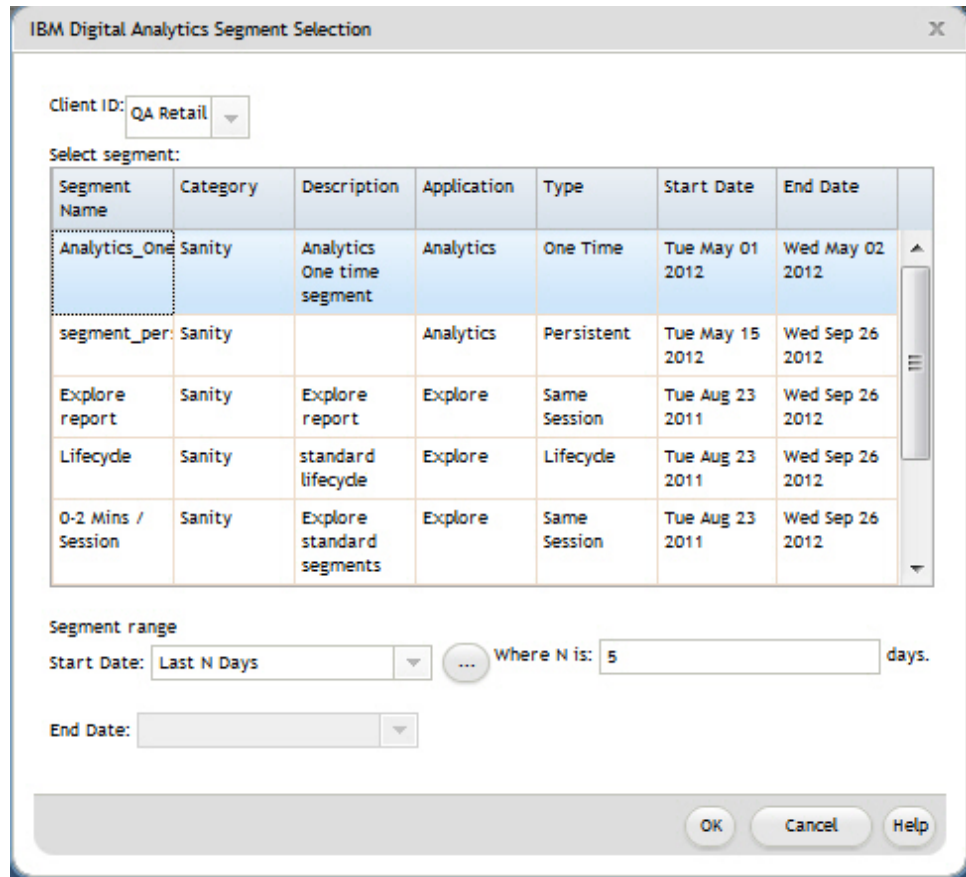 IBM Digital Analytics Segment Selection X
Client ID: QA Retail
Select segment:
Segment Name Category Description Application Type Start Date End Date
Analytics_One Sanity Analytics One time segment Analytics One Time Tue May 01 2012 Wed May 02 2012
segment_per Sanity Analytics Persistent Tue May 15 2012 Wed Sep 26 2012
Explore report Sanity Explore report Explore Same Session Tue Aug 23 2011 Wed Sep 26 2012
Lifecycle Sanity standard lifecycle Explore Lifecycle Tue Aug 23 2011 Wed Sep 26 2012
0-2 Mins / Session Sanity Explore standard segments Explore Same Session Tue Aug 23 2011 Wed Sep 26 2012
Segment range
Start Date: Last N Days ... Where N is: 5 days.
End Date:
OK Cancel Help